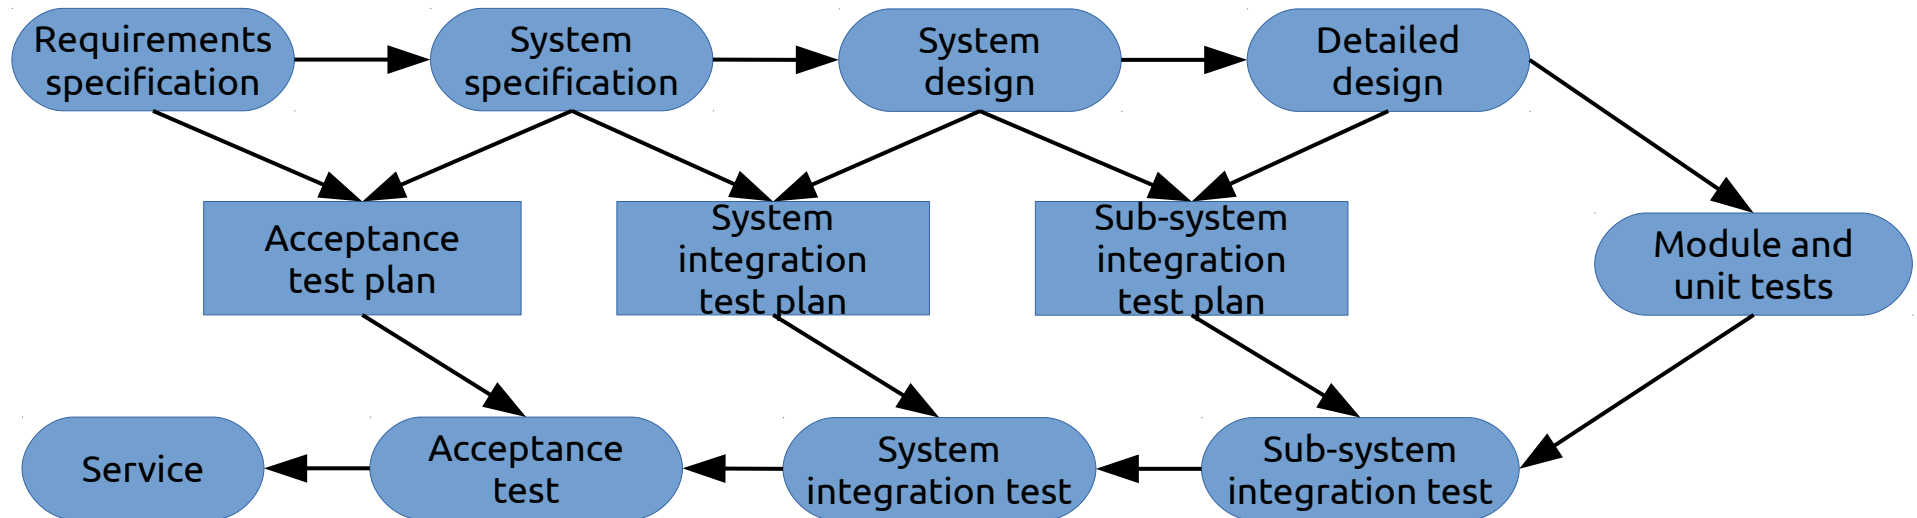 Requirements
specification
System
specification
System
design
Detailed
design
Acceptance
test plan
System
integration
test plan
Sub-system
integration
test plan
Module and
unit tests
Service
Acceptance
test
System
integration test
Sub-system
integration test